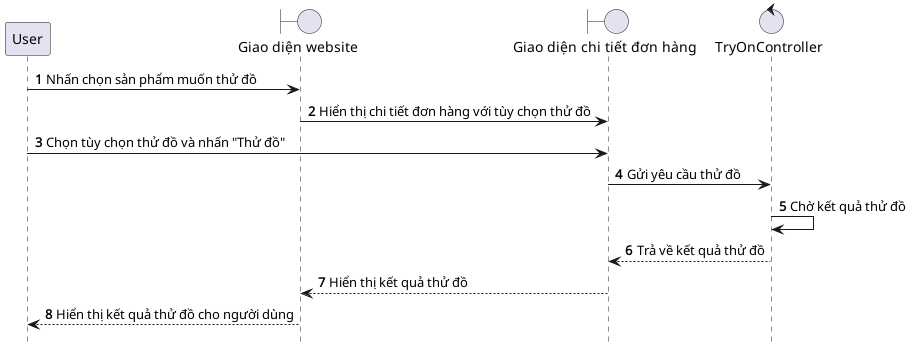 User
Giao diện website
Giao diện chi tiết đơn hàng
TryOnController
1 Nhấn chọn sản phẩm muốn thử đồ
2 Hiển thị chi tiết đơn hàng với tùy chọn thử đồ
3 Chọn tùy chọn thử đồ và nhấn "Thử đồ"
4 Gửi yêu cầu thử đồ
5 Chờ kết quả thử đồ
6 Trả về kết quả thử đồ
7 Hiển thị kết quả thử đồ
8 Hiển thị kết quả thử đồ cho người dùng